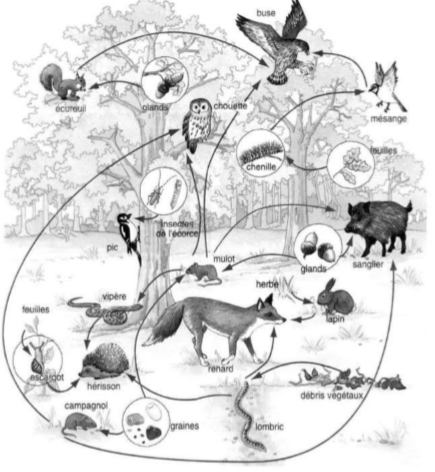 buse
écureuil
glands
chouette
mésange
feuilles
chenille
insectes
de l'écorce
pic
mulot
glands
sanglier
herbe
lapin
vipère
feuilles
renard
escargot
hérisson
débris végétaux
campagnol
graines
lombric